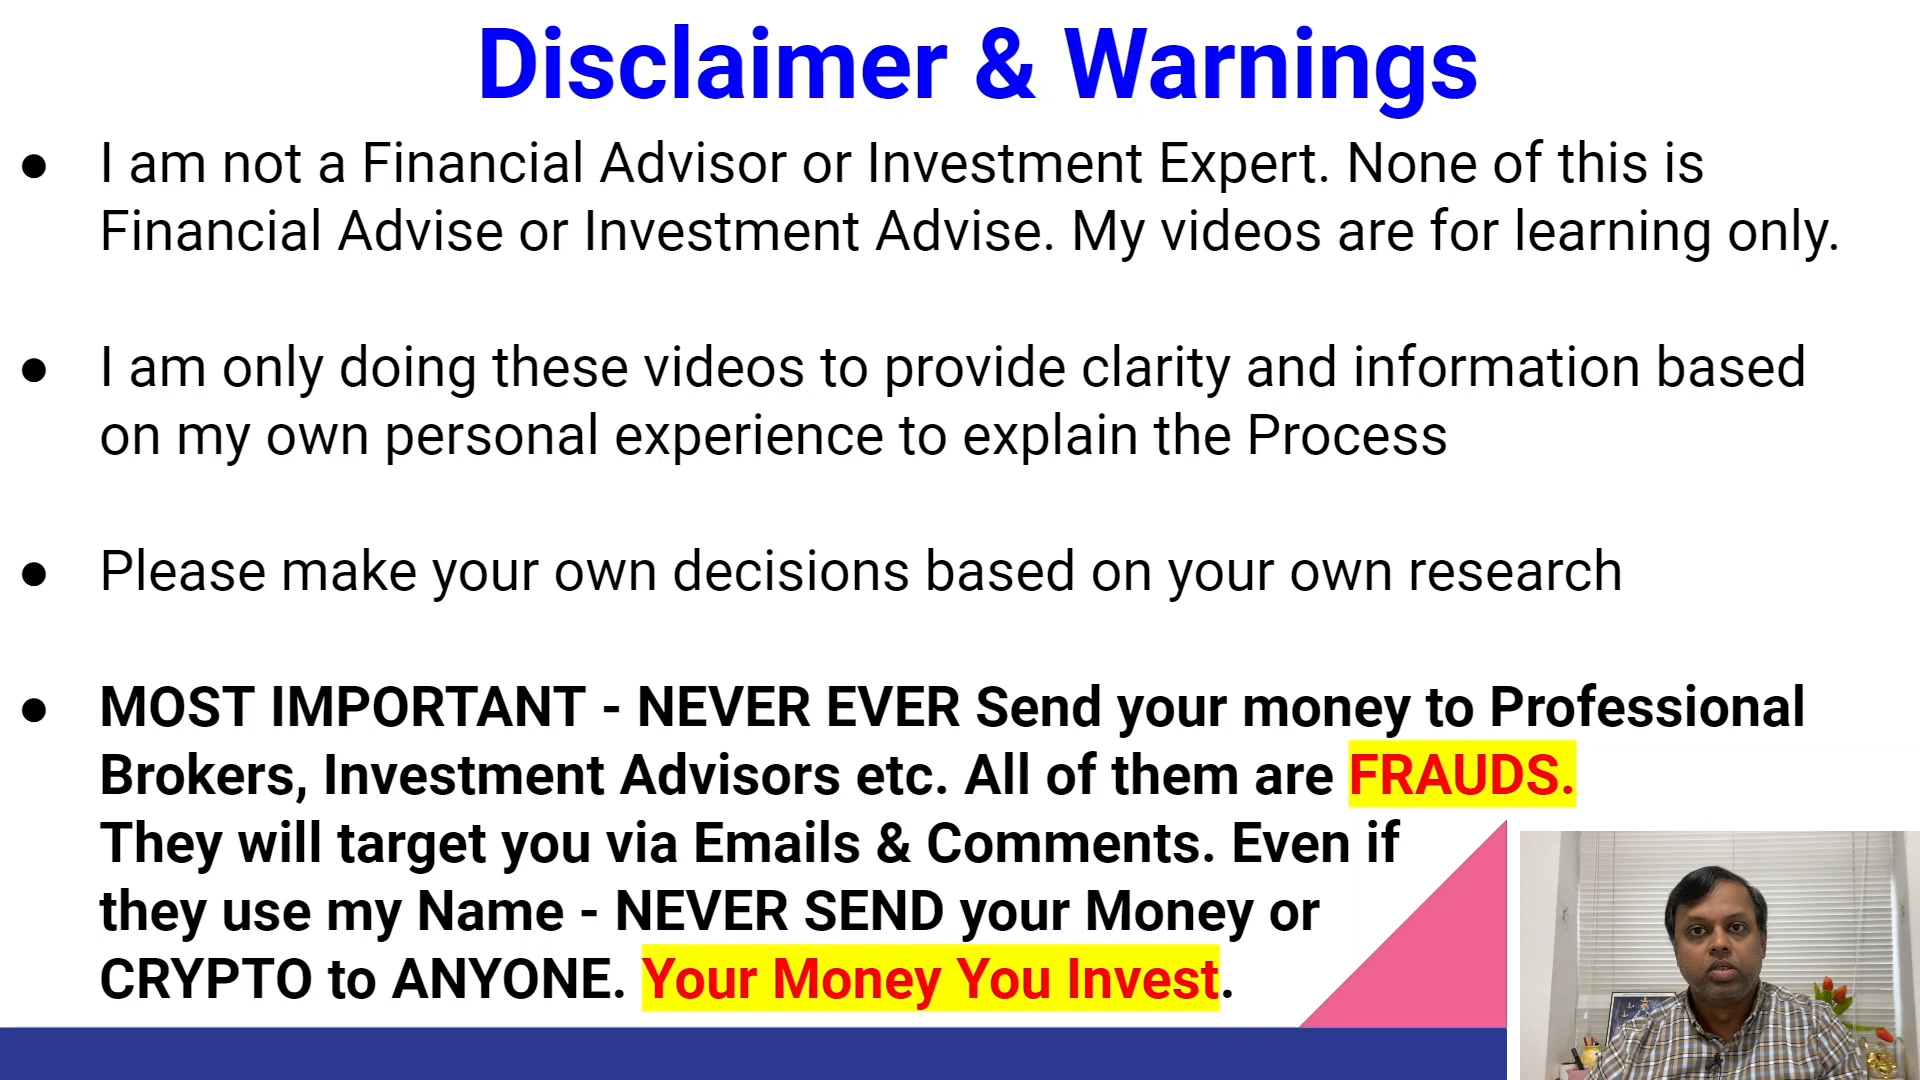 Disclaimer & Warnings
● I am not a Financial Advisor or Investment Expert. None of this is
Financial Advise or Investment Advise. My videos are for learning only.
● I am only doing these videos to provide clarity and information based
on my own personal experience to explain the Process
● Please make your own decisions based on your own research
● MOST IMPORTANT - NEVER EVER Send your money to Professional
Brokers, Investment Advisors etc. All of them are FRAUDS.
They will target you via Emails & Comments. Even if
they use my Name - NEVER SEND your Money or
CRYPTO to ANYONE. Your Money You Invest.